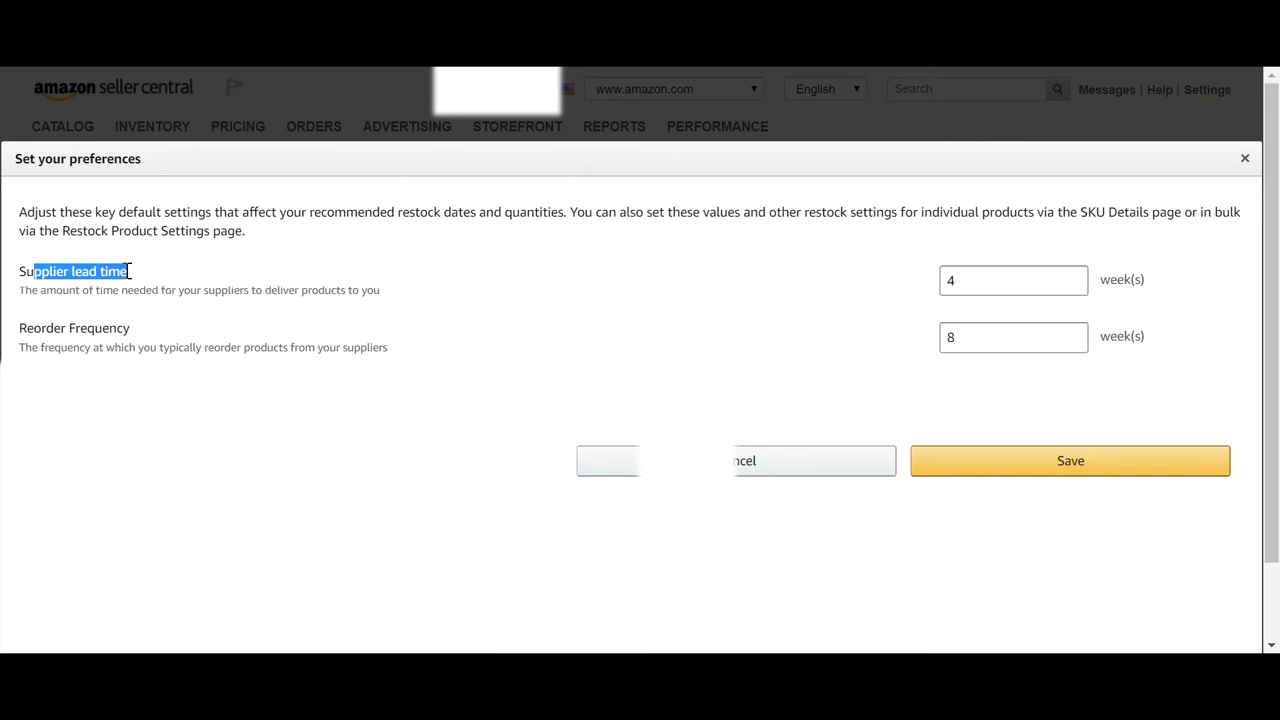 amazon seller central
www.amazon.com
English
Search
Messages | Help | Settings
CATALOG INVENTORY PRICING ORDERS ADVERTISING STOREFRONT REPORTS PERFORMANCE
Set your preferences
Adjust these key default settings that affect your recommended restock dates and quantities. You can also set these values and other restock settings for individual products via the SKU Details page or in bulk
via the Restock Product Settings page.
Supplier lead time
4 week(s)
The amount of time needed for your suppliers to deliver products to you
Reorder Frequency
8 week(s)
The frequency at which you typically reorder products from your suppliers
ncel
Save